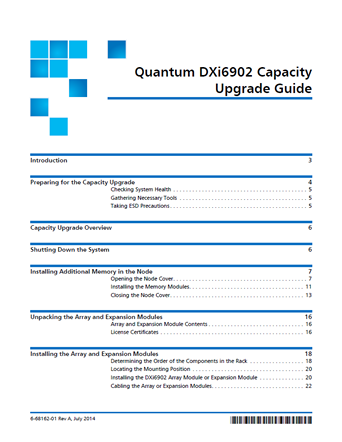 Quantum DXi6902 Capacity
Upgrade Guide
Introduction 3
Preparing for the Capacity Upgrade 4
Checking System Health . . . . . . . . . . . . . . . . . . . . . . . . . . . . . . . . . . . . . 5
Gathering Necessary Tools . . . . . . . . . . . . . . . . . . . . . . . . . . . . . . . . . . . 5
Taking ESD Precautions. . . . . . . . . . . . . . . . . . . . . . . . . . . . . . . . . . . . . . 5
Capacity Upgrade Overview 6
Shutting Down the System 6
Installing Additional Memory in the Node 7
Opening the Node Cover. . . . . . . . . . . . . . . . . . . . . . . . . . . . . . . . . . . . . 7
Installing the Memory Modules. . . . . . . . . . . . . . . . . . . . . . . . . . . . . . . 11
Closing the Node Cover. . . . . . . . . . . . . . . . . . . . . . . . . . . . . . . . . . . . . 13
Unpacking the Array and Expansion Modules 16
Array and Expansion Module Contents . . . . . . . . . . . . . . . . . . . . . . . . . . 16
License Certificates . . . . . . . . . . . . . . . . . . . . . . . . . . . . . . . . . . . . . . . . 16
Installing the Array and Expansion Modules 18
Determining the Order of the Components in the Rack . . . . . . . . . . . . . . . 18
Locating the Mounting Position . . . . . . . . . . . . . . . . . . . . . . . . . . . . . . . 20
Installing the DXi6902 Array Module or Expansion Module . . . . . . . . . . . . 20
Cabling the Array or Expansion Modules. . . . . . . . . . . . . . . . . . . . . . . . . 22
6-68162-01 Rev A, July 2014